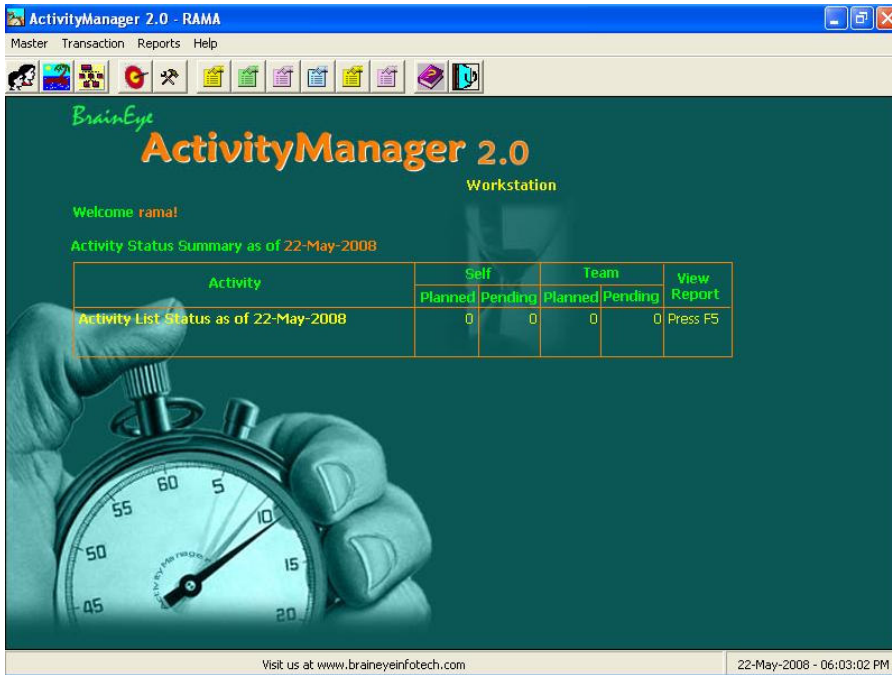 ActivityManager 2.0 - RAMA
Master Transaction Reports Help
BrainEye
ActivityManager 2.0
Workstation
Welcome rama!
Activity Status Summary as of 22-May-2008
Activity Self Team View Report
Planned Pending Planned Pending
Activity List Status as of 22-May-2008 0 0 0 0 Press F5
60 5
55 10
50 15
45 20
ActivityManager
Visit us at www.braineyeinfotech.com 22-May-2008 - 06:03:02 PM